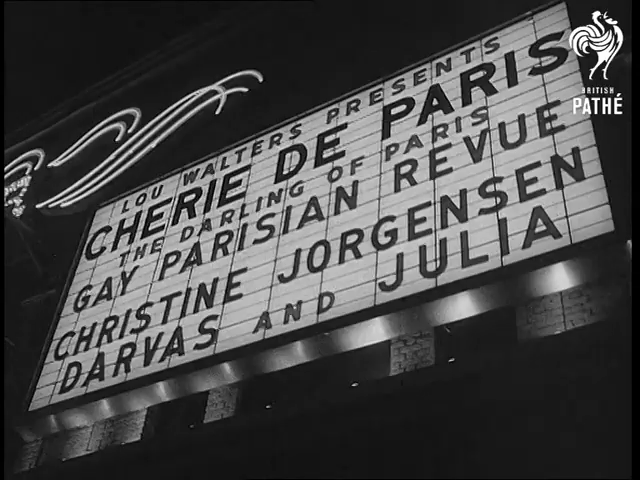 LOU WALTERS PRESENTS
CHERIE DE PARIS
THE DARLING OF PARIS
GAY PARISIAN REVUE
CHRISTINE JORGENSEN
DARVAS AND JULIA
BRITISH
PATHÉ